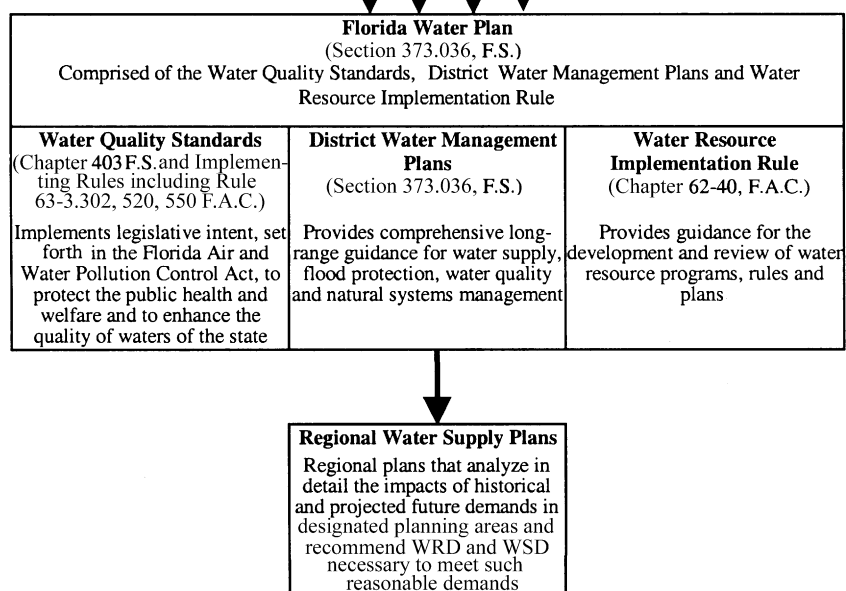 Florida Water Plan
(Section 373.036, F.S.)
Comprised of the Water Quality Standards, District Water Management Plans and Water
Resource Implementation Rule
Water Quality Standards
(Chapter 403 F.S. and Implemen-
ting Rules including Rule
63-3.302, 520, 550 F.A.C.)
Implements legislative intent, set
forth in the Florida Air and
Water Pollution Control Act, to
protect the public health and
welfare and to enhance the
quality of waters of the state
District Water Management
Plans
(Section 373.036, F.S.)
Provides comprehensive long-
range guidance for water supply,
flood protection, water quality
and natural systems management
Water Resource
Implementation Rule
(Chapter 62-40, F.A.C.)
Provides guidance for the
development and review of water
resource programs, rules and
plans
Regional Water Supply Plans
Regional plans that analyze in
detail the impacts of historical
and projected future demands in
designated planning areas and
recommend WRD and WSD
necessary to meet such
reasonable demands